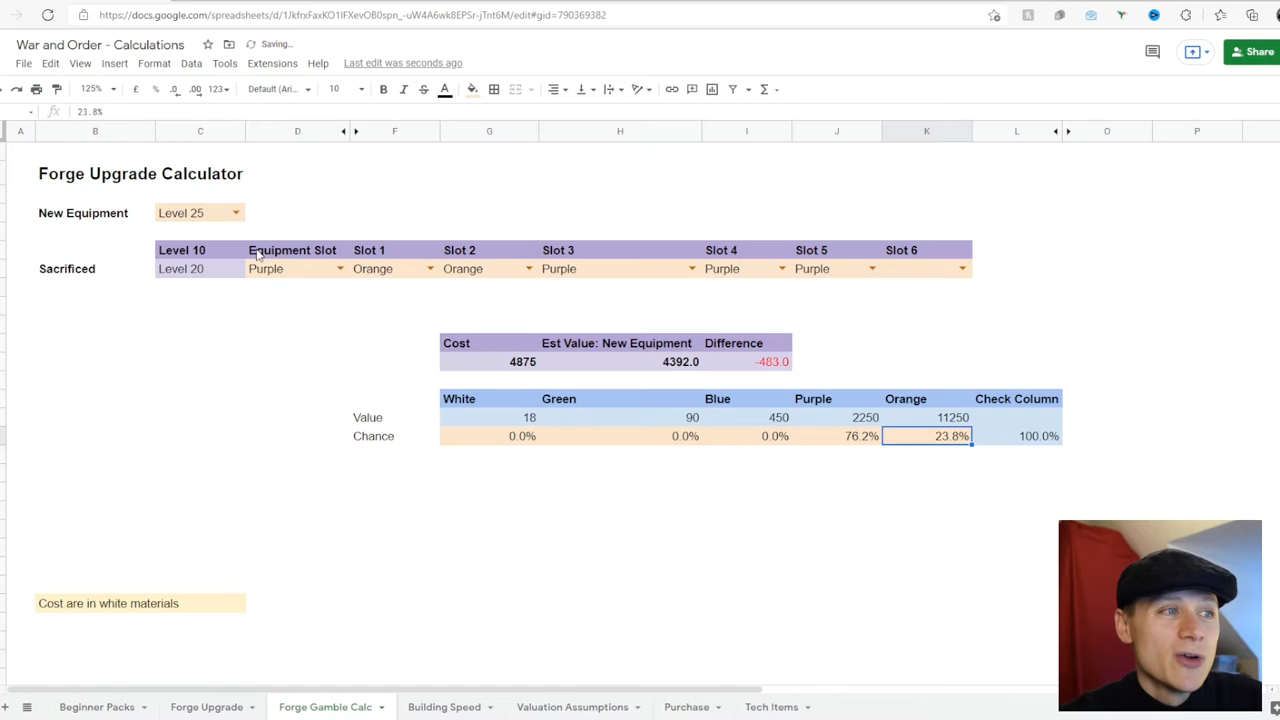 https://docs.google.com/spreadsheets/d/1JkfrxFaxKO1IFXevOB0zron_-uW4A6wk8PSr-jTnt6M/edit#gid=790369382
War and Order - Calculations Saving...
File Edit View Insert Format Data Tools Extensions Help Last edit was seconds ago Share
125% £ % .0 .00 123 Default (Ari... 10 B I S A
fx 23.8%
A B C D F G H I J K L O P
Forge Upgrade Calculator
New Equipment Level 25
Level 10 Equipment Slot Slot 1 Slot 2 Slot 3 Slot 4 Slot 5 Slot 6
Sacrificed Level 20 Purple Orange Orange Purple Purple Purple
Cost Est Value: New Equipment Difference
4875 4392.0 -483.0
White Green Blue Purple Orange Check Column
Value 18 90 450 2250 11250
Chance 0.0% 0.0% 0.0% 76.2% 23.8% 100.0%
Cost are in white materials
Beginner Packs Forge Upgrade Forge Gamble Building Valuation Assumptions Purchase Tech Items